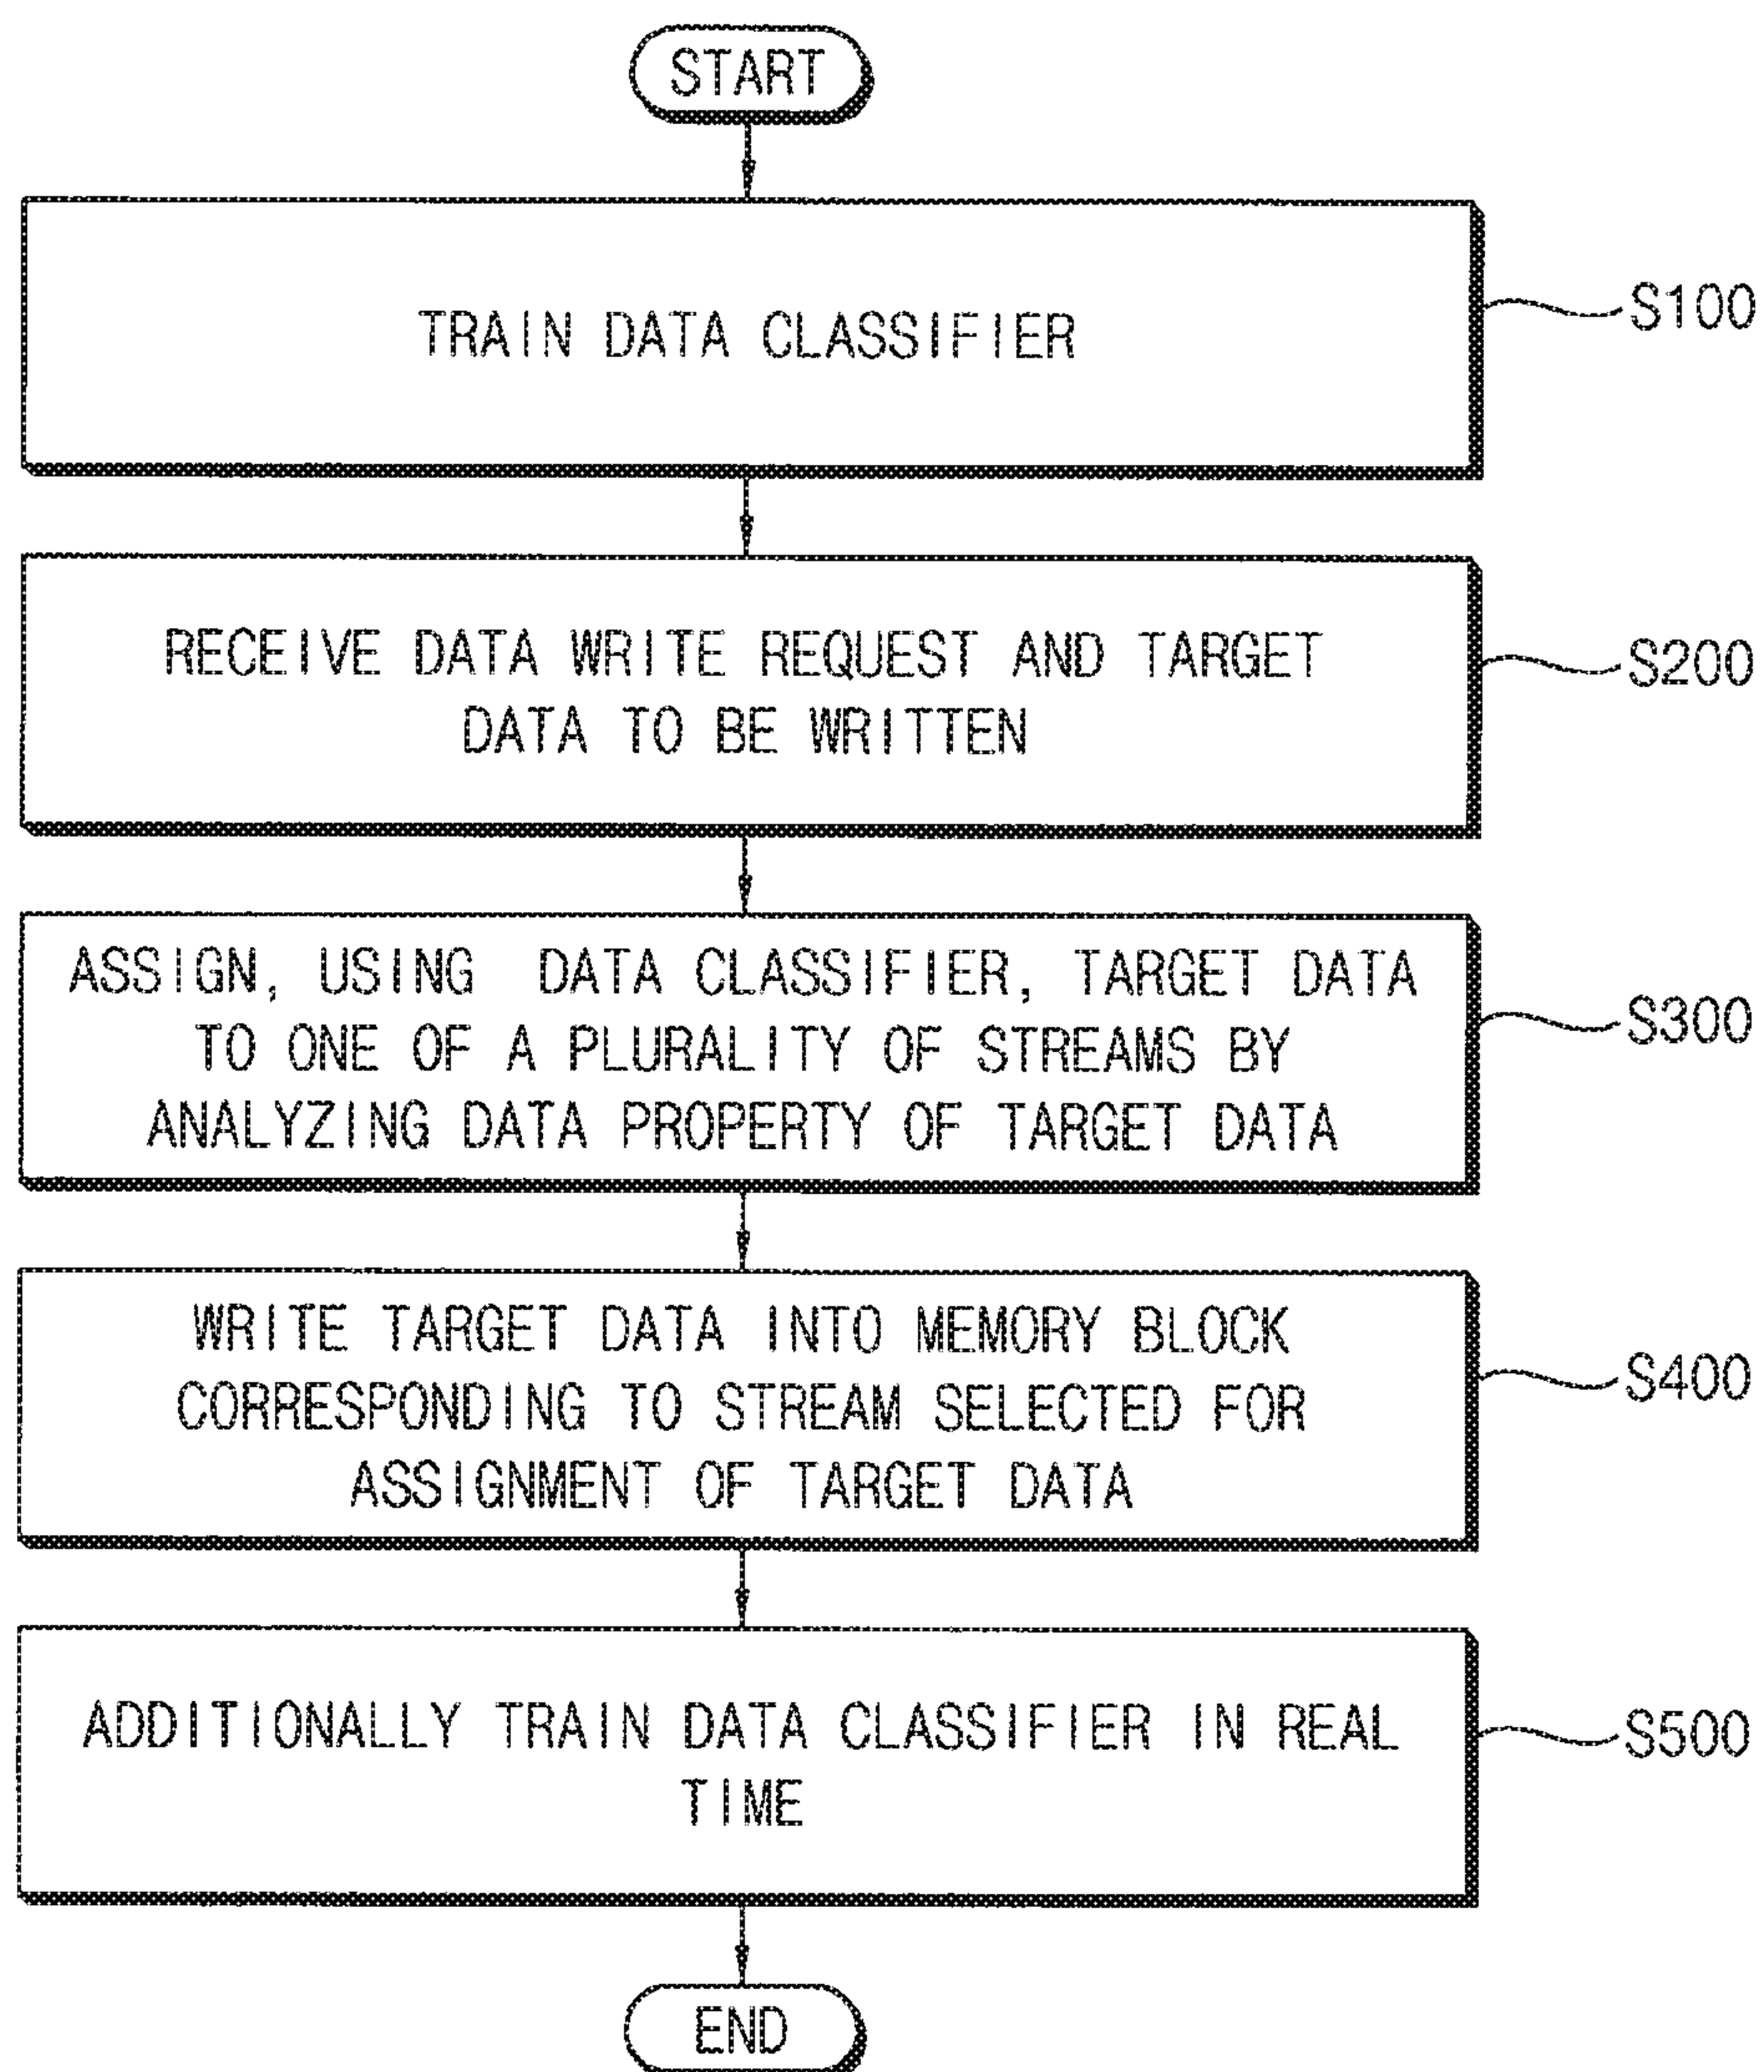 START
TRAIN DATA CLASSIFIER
S100
RECEIVE DATA WRITE REQUEST AND TARGET
DATA TO BE WRITTEN
S200
ASSIGN, USING DATA CLASSIFIER, TARGET DATA
TO ONE OF A PLURALITY OF STREAMS BY
ANALYZING DATA PROPERTY OF TARGET DATA
S300
WRITE TARGET DATA INTO MEMORY BLOCK
CORRESPONDING TO STREAM SELECTED FOR
ASSIGNMENT OF TARGET DATA
S400
ADDITIONALLY TRAIN DATA CLASSIFIER IN REAL
TIME
S500
END